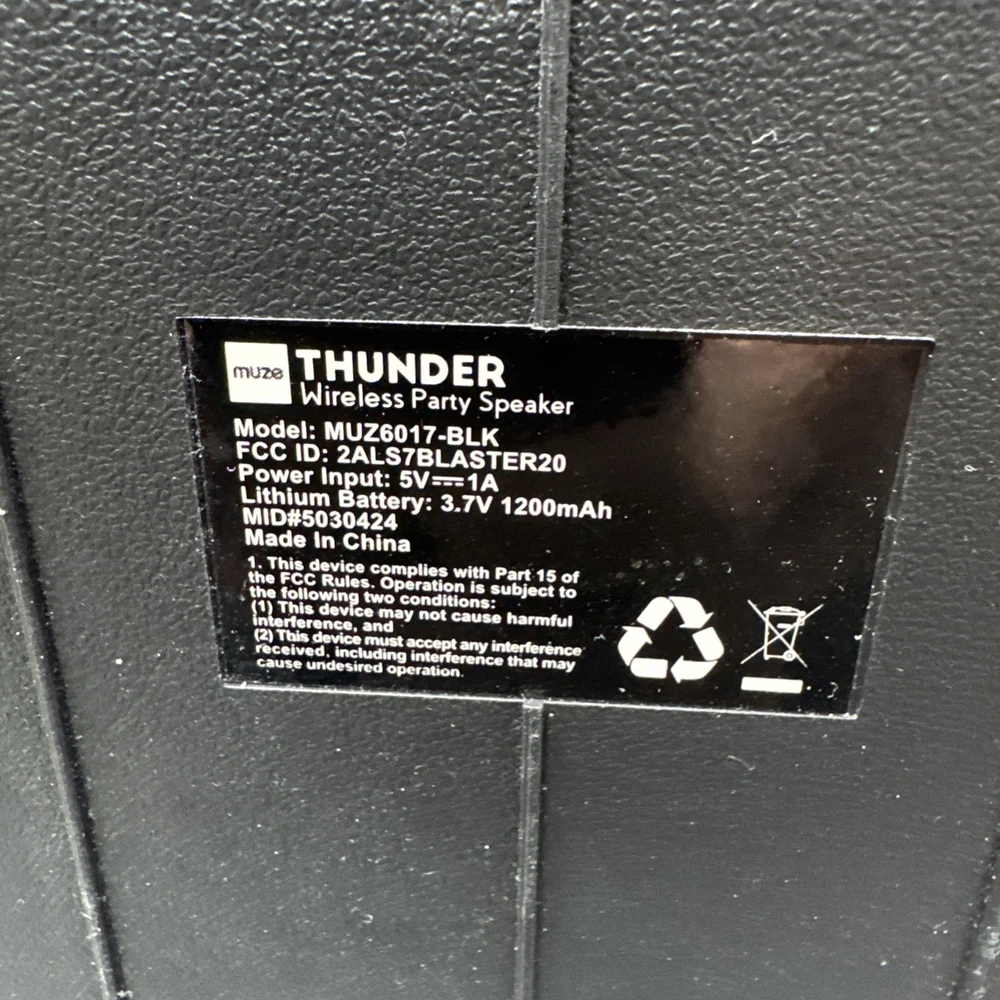 muze THUNDER
Wireless Party Speaker
Model: MUZ6017-BLK
FCC ID: 2ALS7BLASTER20
Power Input: 5V⎓1A
Lithium Battery: 3.7V 1200mAh
MID#5030424
Made In China
1. This device complies with Part 15 of
the FCC Rules. Operation is subject to
the following two conditions:
(1) This device may not cause harmful
interference, and
(2) This device must accept any interference
received, including interference that may
cause undesired operation.